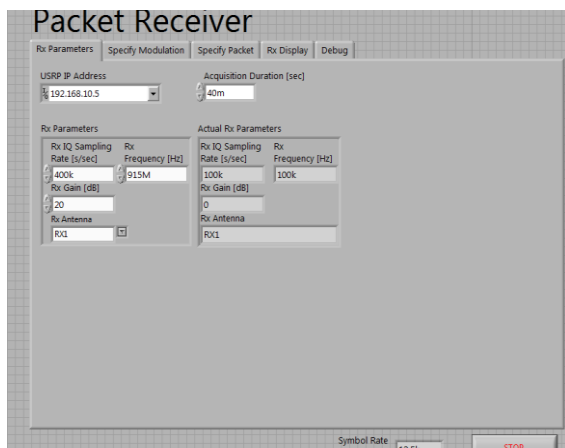 Packet Receiver
Rx Parameters Specify Modulation Specify Packet Rx Display Debug
USRP IP Address Acquisition Duration [sec]
192.168.10.5 40m
Rx Parameters Actual Rx Parameters
Rx IQ Sampling Rx Rx IQ Sampling Rx
Rate [s/sec] Frequency [Hz] Rate [s/sec] Frequency [Hz]
400k 915M 100k 100k
Rx Gain [dB] Rx Gain [dB]
20 0
Rx Antenna Rx Antenna
RX1 RX1
Symbol Rate
STOP